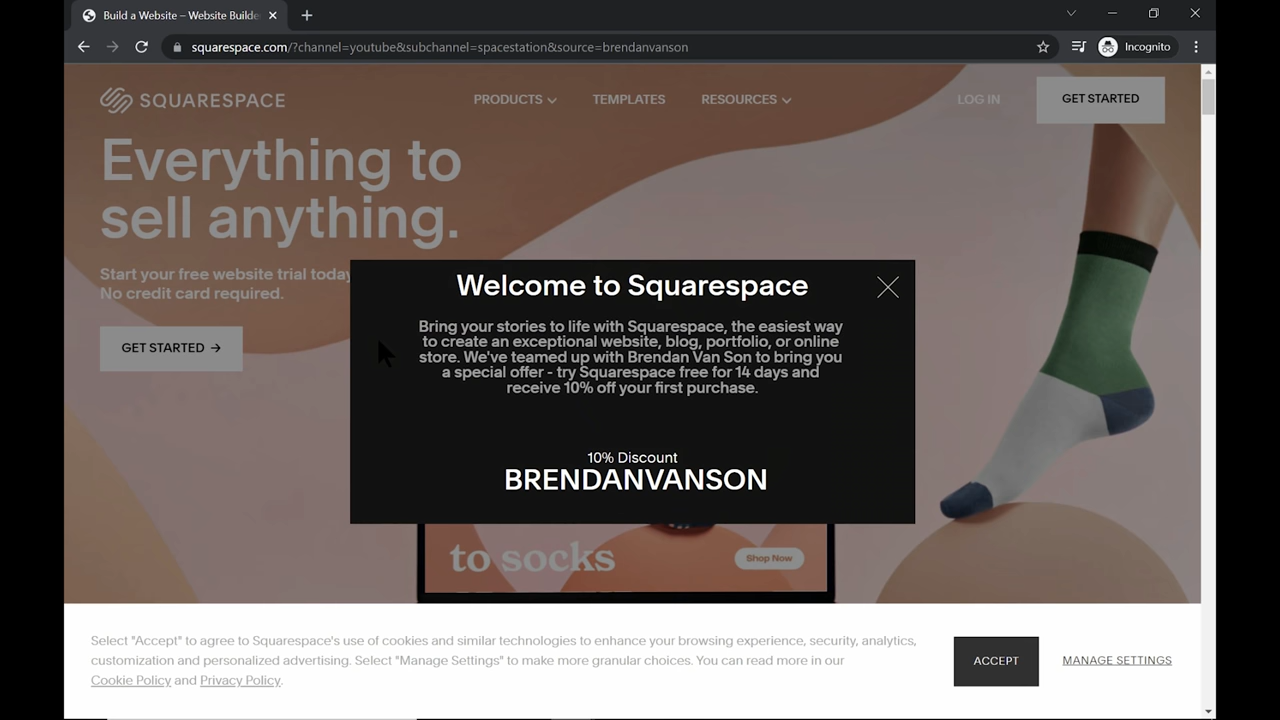 Build a Website – Website Builde
squarespace.com/?channel=youtube&subchannel=spacestation&source=brendanvanson
Incognito
SQUARESPACE
PRODUCTS
TEMPLATES
RESOURCES
LOG IN
GET STARTED
Everything to
sell anything.
Start your free website trial today
No credit card required.
GET STARTED →
Welcome to Squarespace
Bring your stories to life with Squarespace, the easiest way
to create an exceptional website, blog, portfolio, or online
store. We've teamed up with Brendan Van Son to bring you
a special offer - try Squarespace free for 14 days and
receive 10% off your first purchase.
10% Discount
BRENDANVANSON
to socks
Shop Now
Select "Accept" to agree to Squarespace's use of cookies and similar technologies to enhance your browsing experience, security, analytics,
customization and personalized advertising. Select "Manage Settings" to make more granular choices. You can read more in our
Cookie Policy and Privacy Policy.
ACCEPT
MANAGE SETTINGS